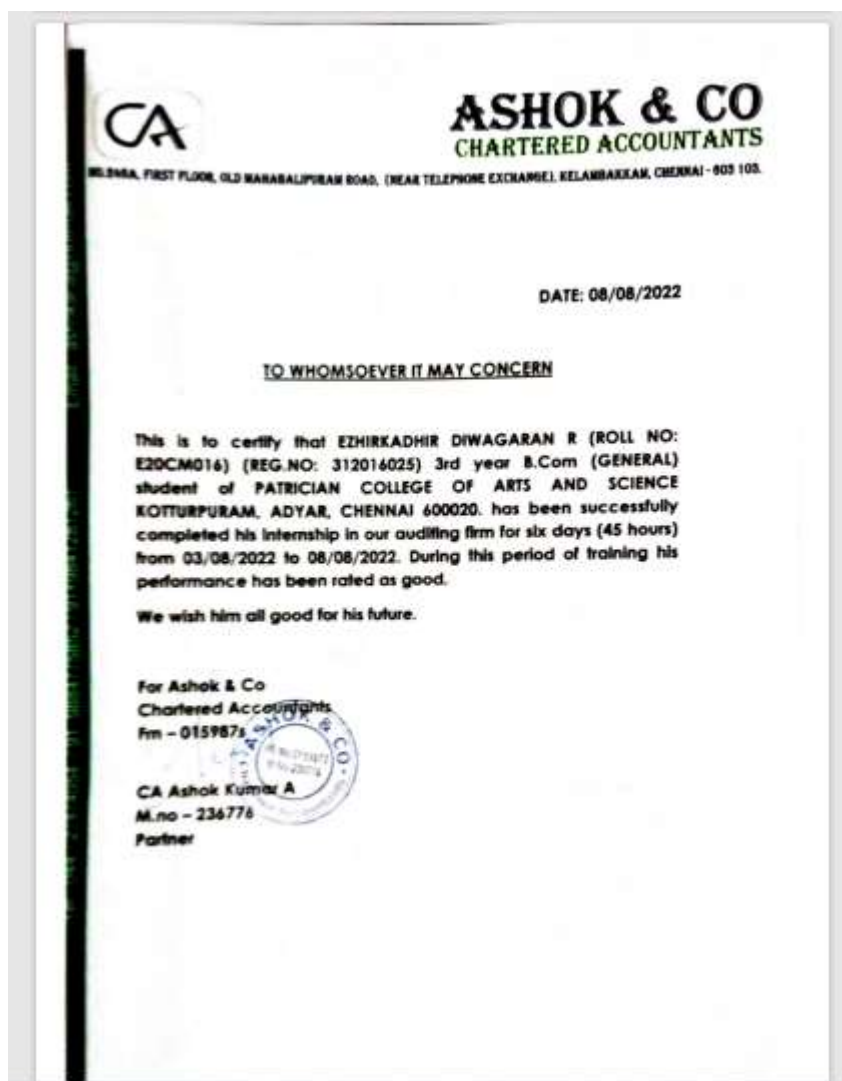 CA
ASHOK & CO
CHARTERED ACCOUNTANTS
FIRST FLOOR, OLD MAHABALIPURAM ROAD, (NEAR TELEPHONE EXCHANGE), KELAMBAKKAM, CHENNAI - 603 103.
DATE: 08/08/2022
TO WHOMSOEVER IT MAY CONCERN
This is to certify that EZHIRKADHIR DIWAGARAN R (ROLL NO:
E20CM016) (REG.NO: 312016025) 3rd year B.Com (GENERAL)
student of PATRICIAN COLLEGE OF ARTS AND SCIENCE
KOTTURPURAM, ADYAR, CHENNAI 600020. has been successfully
completed his internship in our auditing firm for six days (45 hours)
from 03/08/2022 to 08/08/2022. During this period of training his
performance has been rated as good.
We wish him all good for his future.
For Ashok & Co
Chartered Accountants
Frn – 015987s
ASHOK & CO
CA Ashok Kumar A
M.no – 236776
Partner